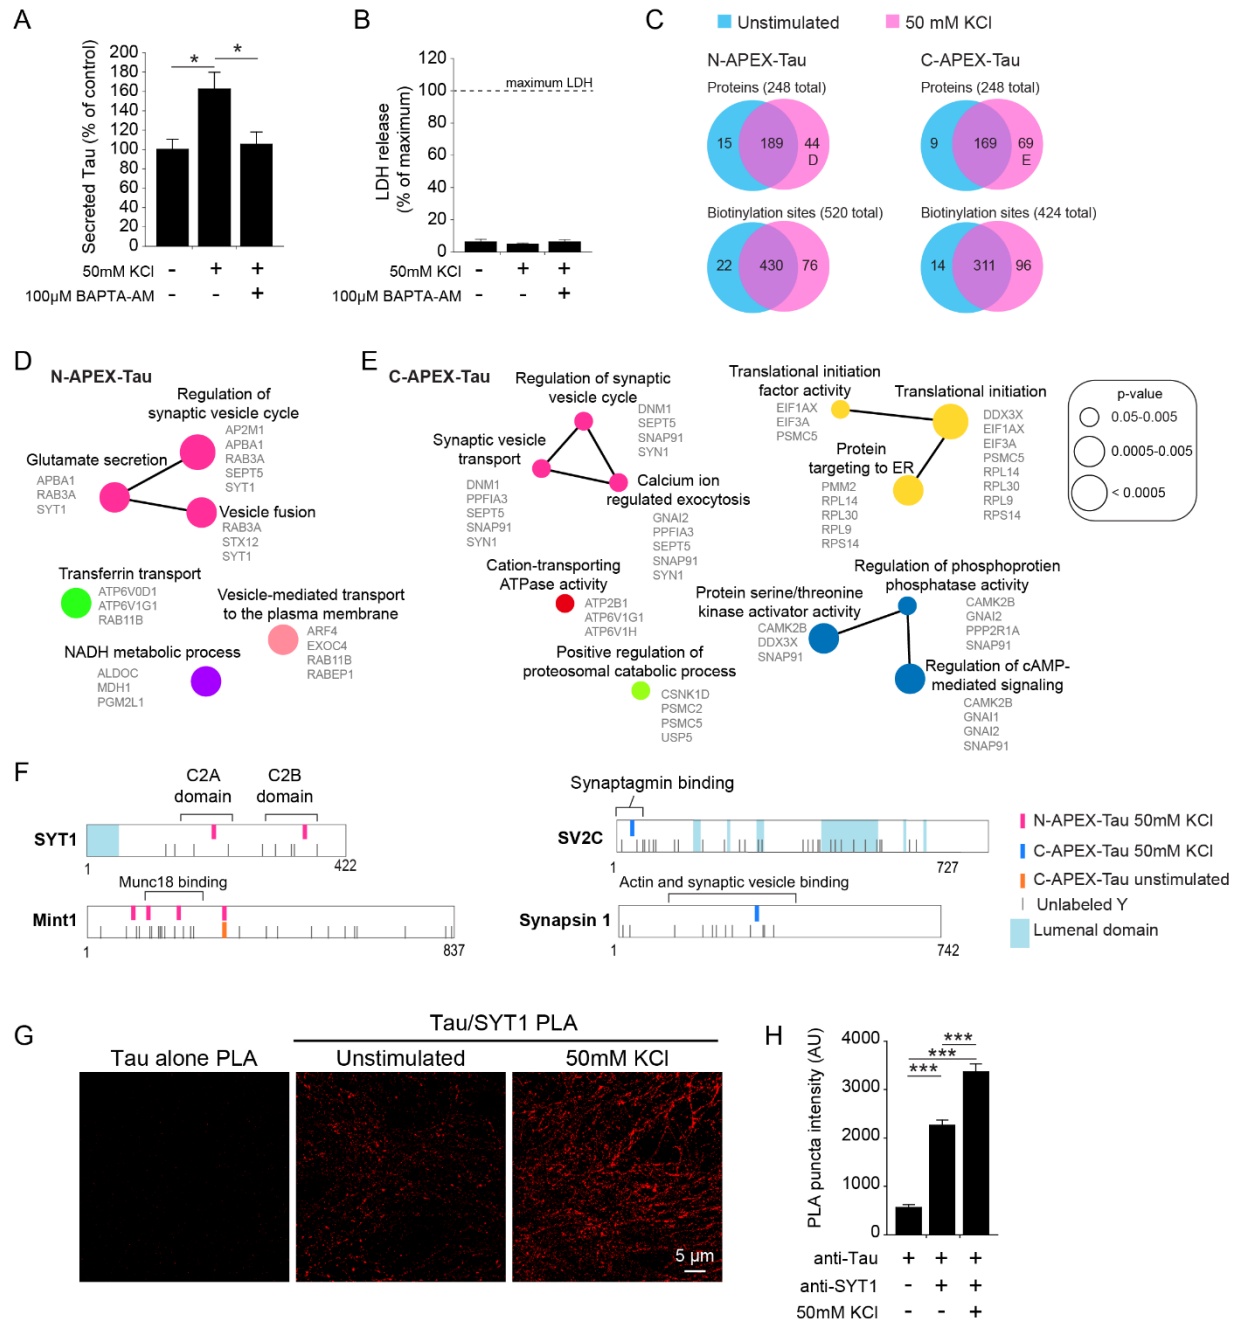 A
Secreted Tau (% of control)
200
180
160
140
120
100
80
60
40
20
0
*
*
50mM KCl - + +
100µM BAPTA-AM - - +
B
LDH release
(% of maximum)
120
100
80
60
40
20
0
maximum LDH
50mM KCl - + +
100µM BAPTA-AM - - +
C
Unstimulated
50 mM KCl
N-APEX-Tau
Proteins (248 total)
15 189 44
D
Biotinylation sites (520 total)
22 430 76
C-APEX-Tau
Proteins (248 total)
9 169 69
E
Biotinylation sites (424 total)
14 311 96
D
N-APEX-Tau
Regulation of
synaptic vesicle cycle
AP2M1
APBA1
RAB3A
SEPT5
SYT1
Glutamate secretion
APBA1
RAB3A
SYT1
Vesicle fusion
RAB3A
STX12
SYT1
Transferrin transport
ATP6V0D1
ATP6V1G1
RAB11B
Vesicle-mediated transport
to the plasma membrane
ARF4
EXOC4
RAB11B
RABEP1
NADH metabolic process
ALDOC
MDH1
PGM2L1
E
C-APEX-Tau
Regulation of synaptic
vesicle cycle
DNM1
SEPT5
SNAP91
SYN1
Synaptic vesicle
transport
DNM1
PPFIA3
SEPT5
SNAP91
SYN1
Calcium ion
regulated exocytosis
GNAI2
PPFIA3
SEPT5
SNAP91
SYN1
Translational initiation
factor activity
EIF1AX
EIF3A
PSMC5
Translational initiation
DDX3X
EIF1AX
EIF3A
PSMC5
RPL14
RPL30
RPL9
RPS14
Protein
targeting to ER
PMM2
RPL14
RPL30
RPL9
RPS14
p-value
0.05-0.005
0.0005-0.005
< 0.0005
Cation-transporting
ATPase activity
ATP2B1
ATP6V1G1
ATP6V1H
Positive regulation of
proteosomal catabolic process
CSNK1D
PSMC2
PSMC5
USP5
Protein serine/threonine
kinase activator activity
CAMK2B
DDX3X
SNAP91
Regulation of phosphoprotien
phosphatase activity
CAMK2B
GNAI2
PPP2R1A
SNAP91
Regulation of cAMP-
mediated signaling
CAMK2B
GNAI1
GNAI2
SNAP91
F
C2A
domain
C2B
domain
SYT1
1 422
Munc18 binding
Mint1
1 837
Synaptagmin binding
SV2C
1 727
Actin and synaptic vesicle binding
Synapsin 1
1 742
N-APEX-Tau 50mM KCl
C-APEX-Tau 50mM KCl
C-APEX-Tau unstimulated
Unlabeled Y
Lumenal domain
G
Tau/SYT1 PLA
Tau alone PLA
Unstimulated
50mM KCl
5 µm
H
PLA puncta intensity (AU)
4000
3000
2000
1000
0
***
***
***
anti-Tau + + +
anti-SYT1 - + +
50mM KCl - - +